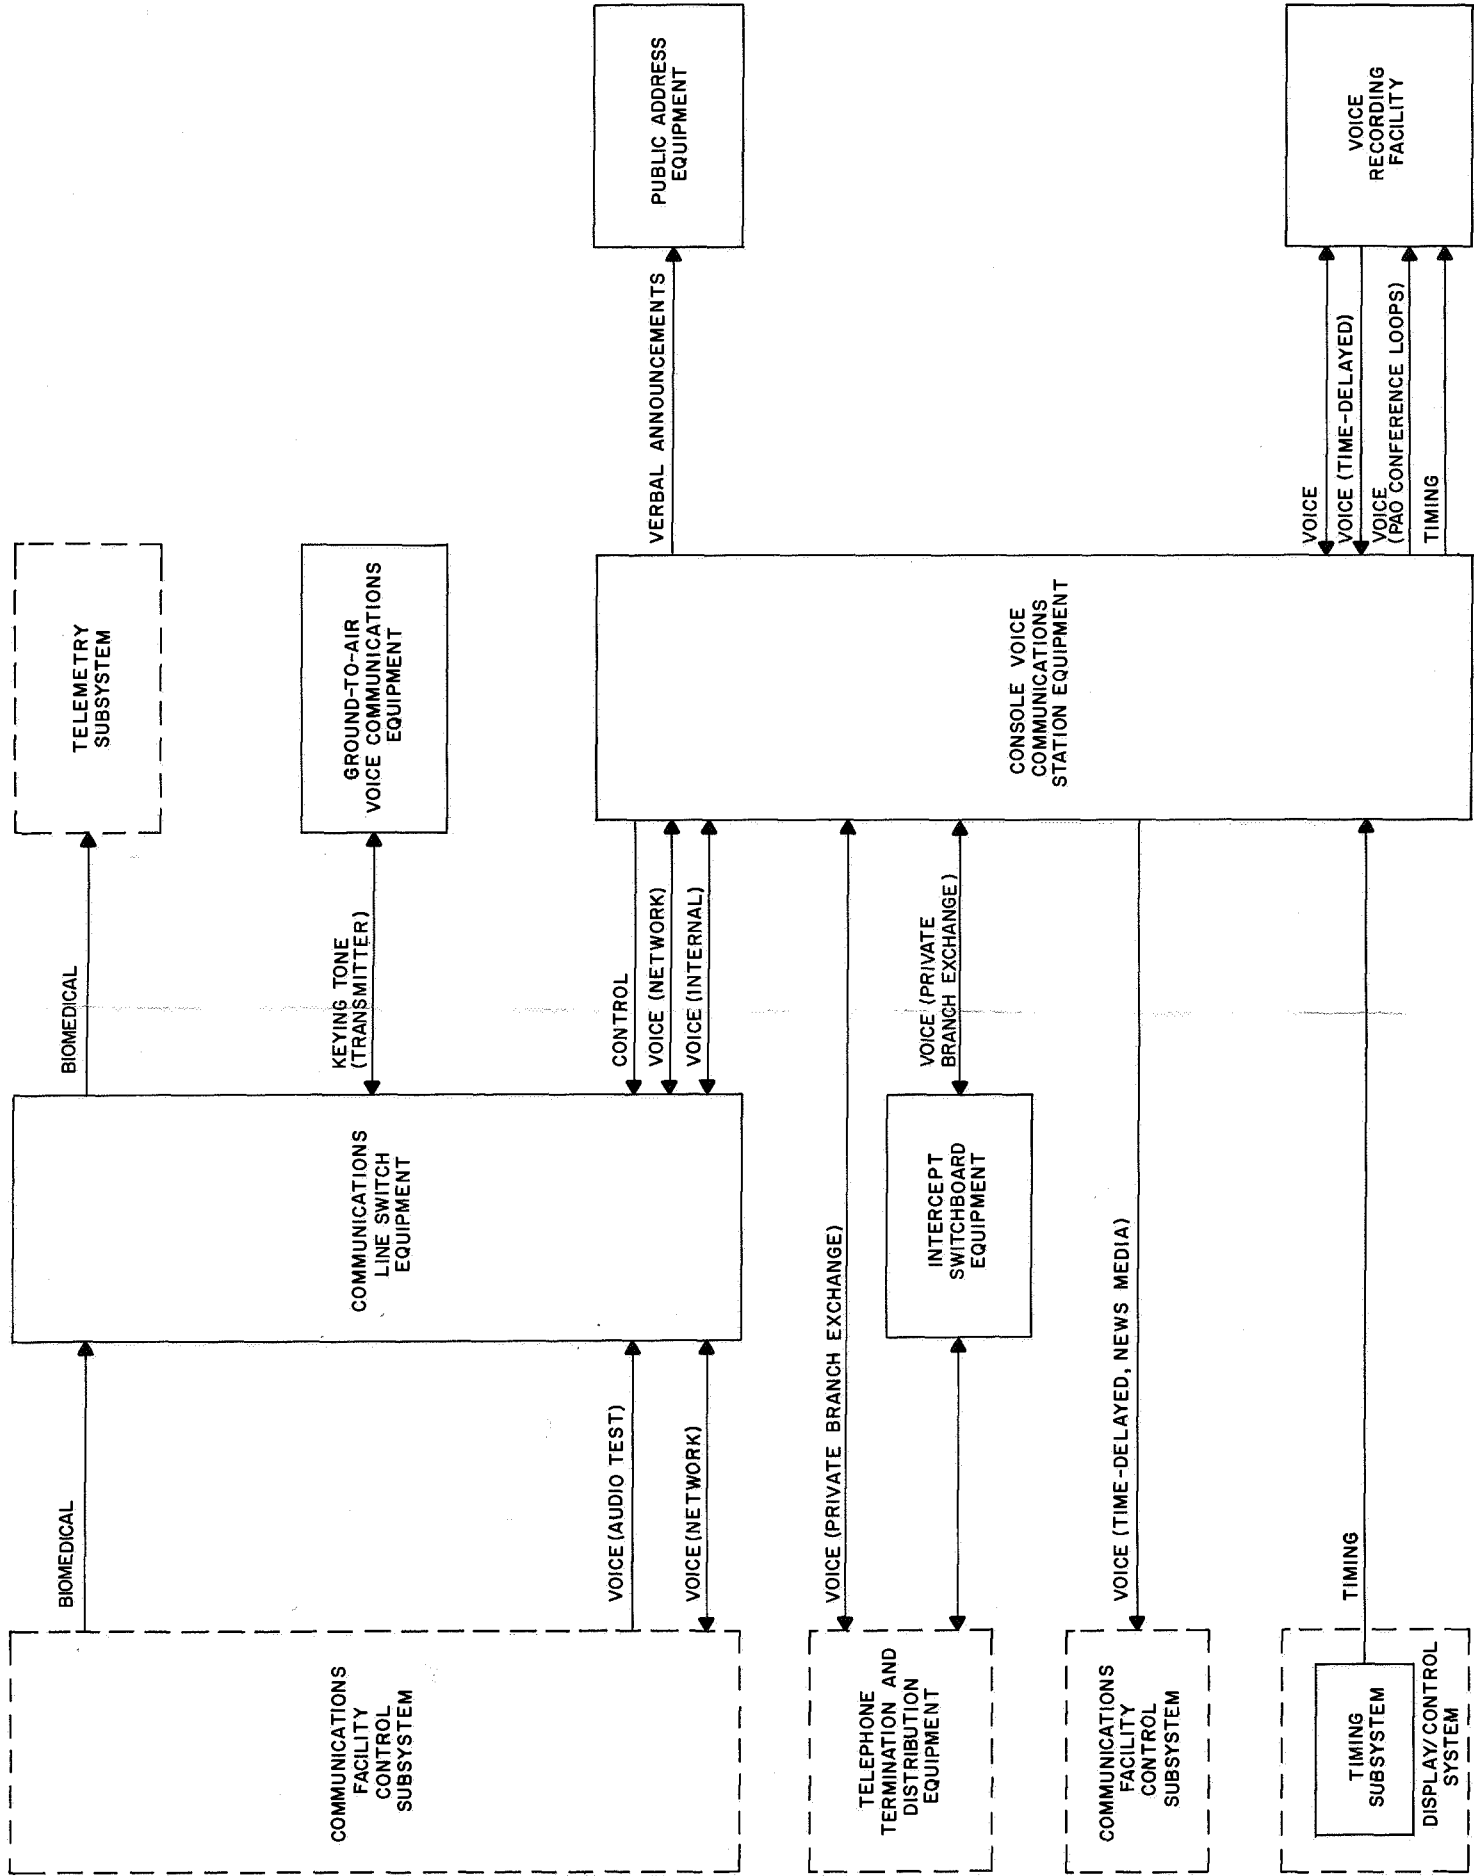 COMMUNICATIONS
FACILITY
CONTROL
SUBSYSTEM
BIOMEDICAL
VOICE (AUDIO TEST)
VOICE (NETWORK)
COMMUNICATIONS
LINE SWITCH
EQUIPMENT
BIOMEDICAL
TELEMETRY
SUBSYSTEM
KEYING TONE
(TRANSMITTER)
GROUND-TO-AIR
VOICE COMMUNICATIONS
EQUIPMENT
CONTROL
VOICE (NETWORK)
VOICE (INTERNAL)
TELEPHONE
TERMINATION AND
DISTRIBUTION
EQUIPMENT
VOICE (PRIVATE BRANCH EXCHANGE)
INTERCEPT
SWITCHBOARD
EQUIPMENT
VOICE (PRIVATE
BRANCH EXCHANGE)
COMMUNICATIONS
FACILITY
CONTROL
SUBSYSTEM
VOICE (TIME-DELAYED, NEWS MEDIA)
TIMING
SUBSYSTEM
DISPLAY/CONTROL
SYSTEM
TIMING
CONSOLE VOICE
COMMUNICATIONS
STATION EQUIPMENT
VERBAL ANNOUNCEMENTS
PUBLIC ADDRESS
EQUIPMENT
VOICE
VOICE (TIME-DELAYED)
VOICE
(PAO CONFERENCE LOOPS)
TIMING
VOICE
RECORDING
FACILITY